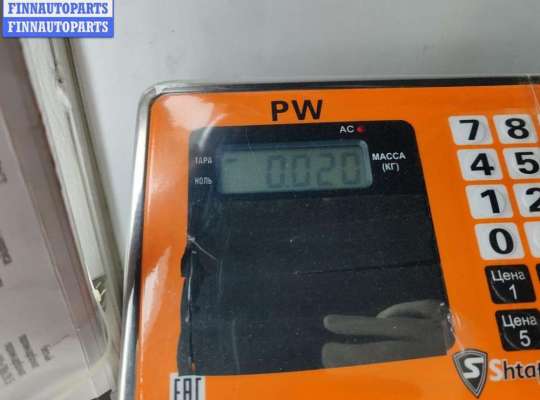 FINNAUTOPARTS
FINNAUTOPARTS
PW
AC
ТАРА
НОЛЬ
0.020
МАССА
(КГ)
7 8
4 5
1 2
0
Цена
1
Цена
5
S Shtap
EAC